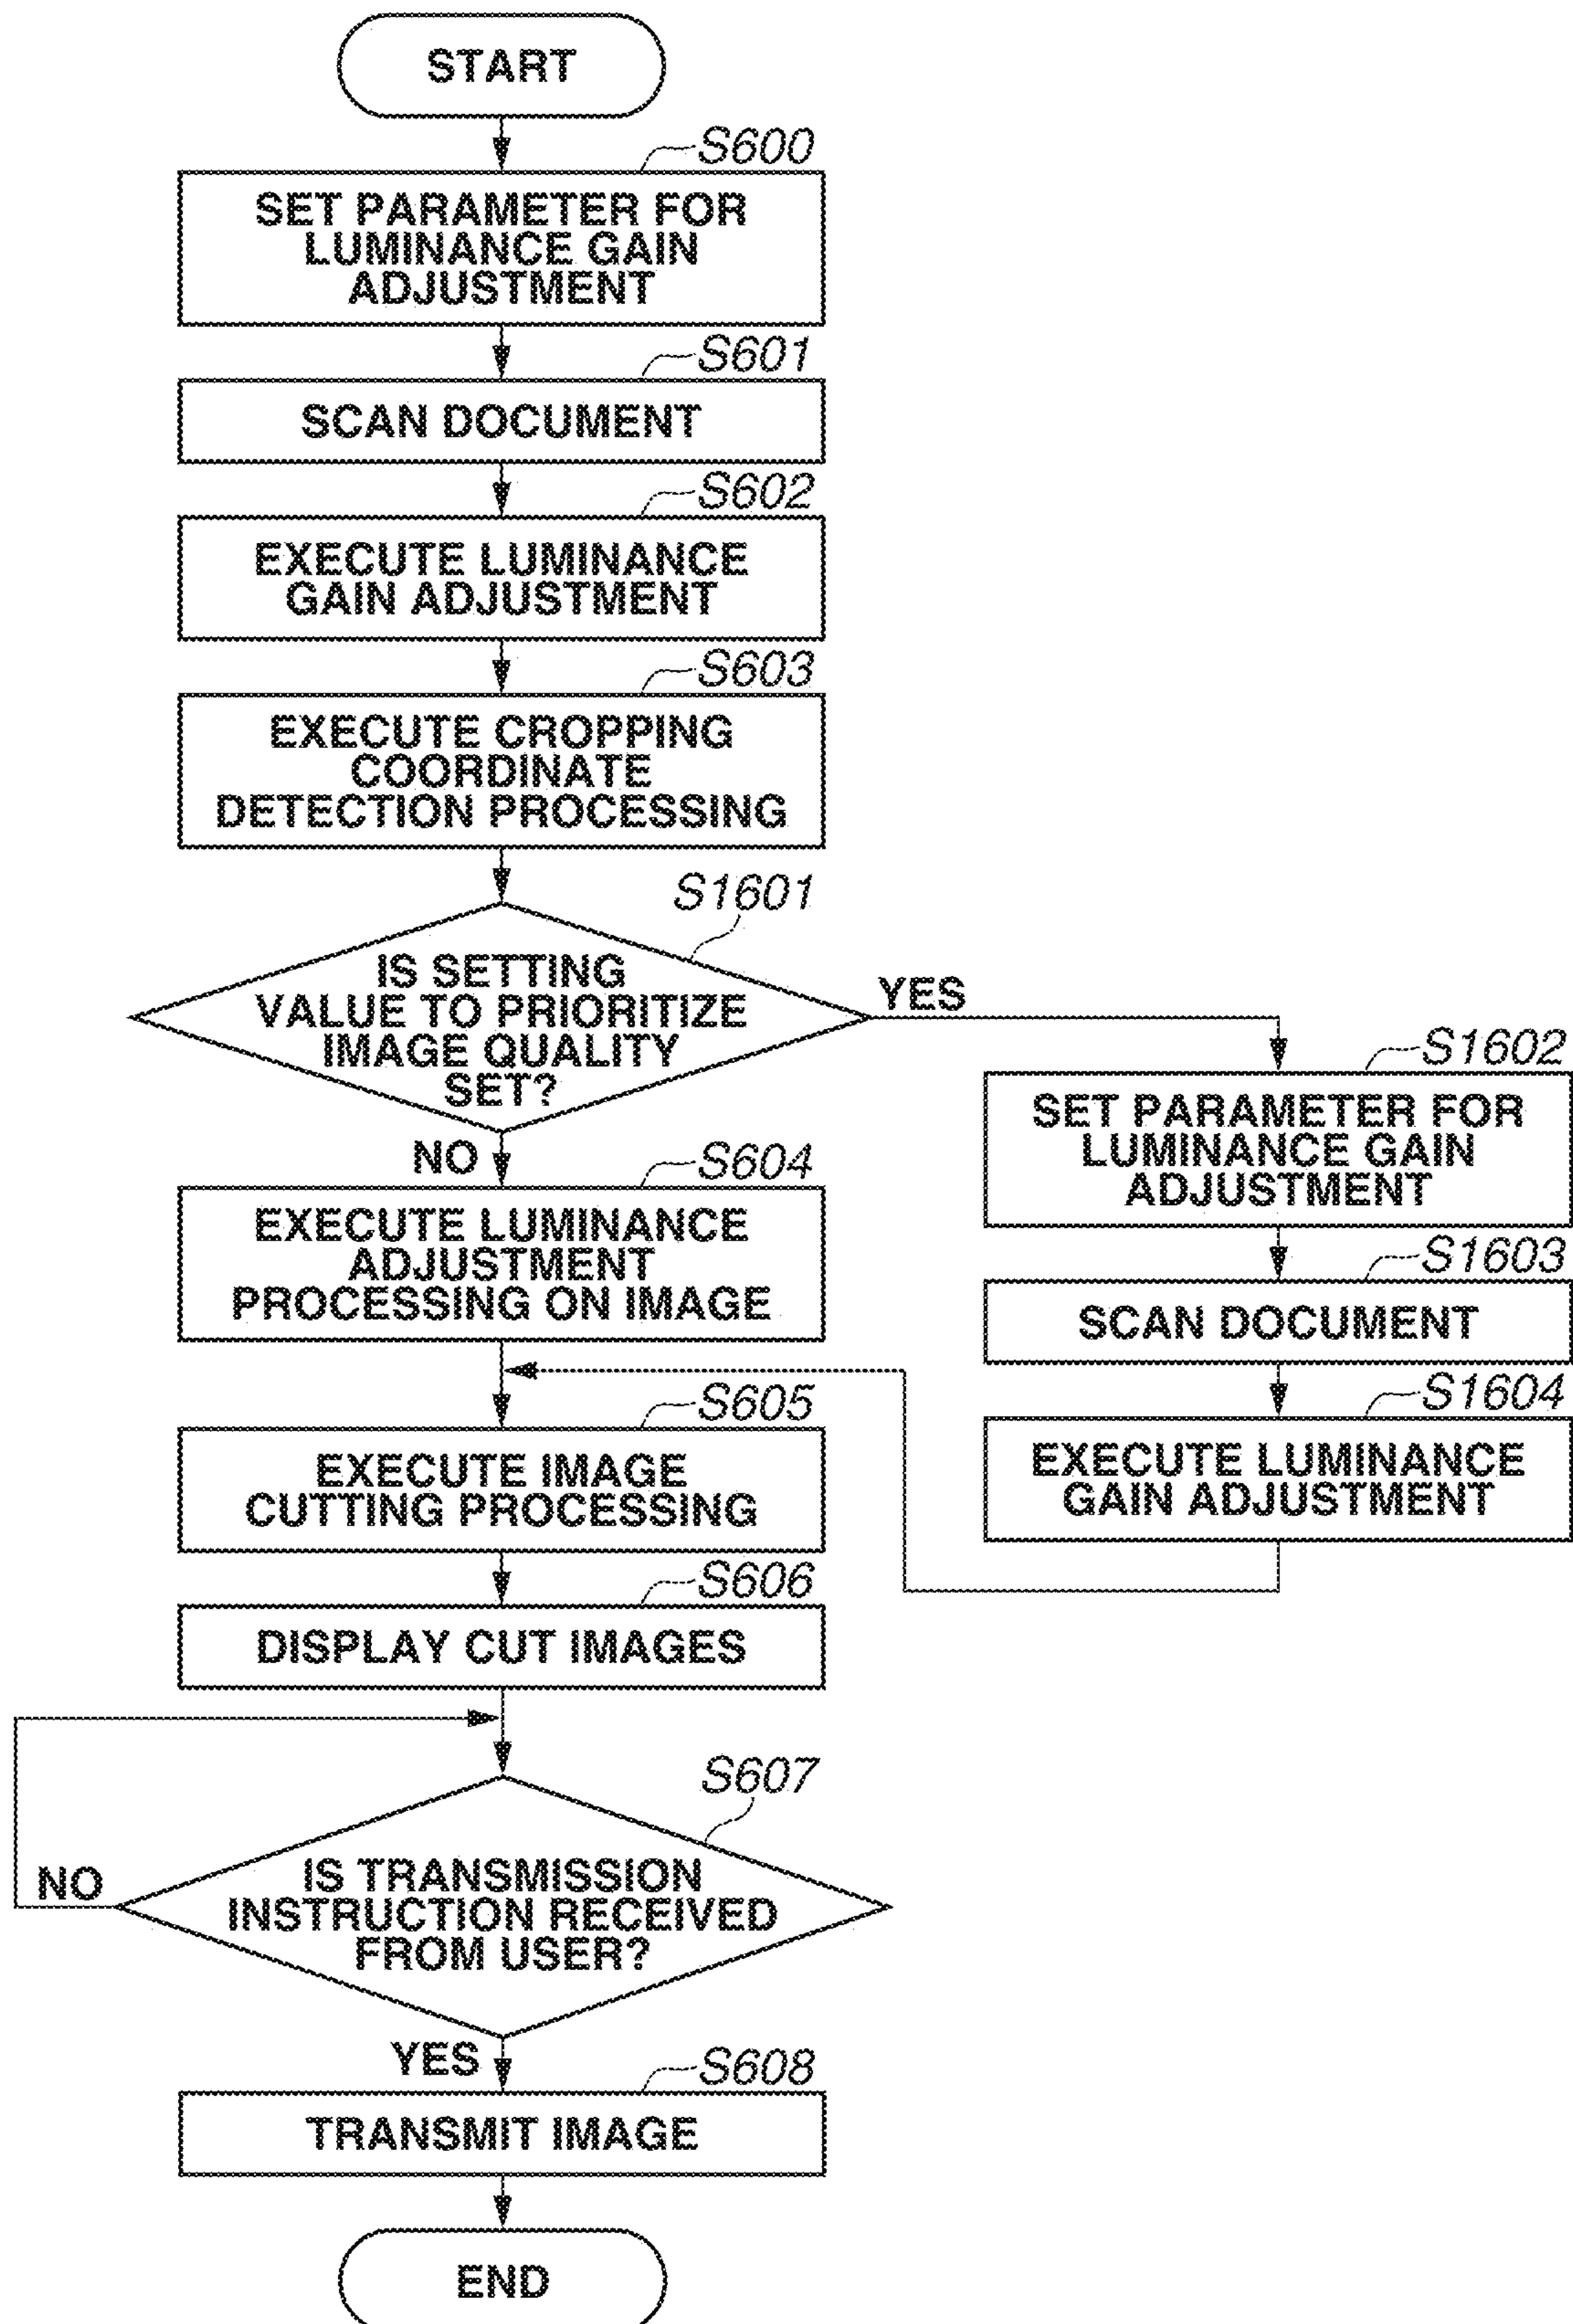 START
S600
SET PARAMETER FOR
LUMINANCE GAIN
ADJUSTMENT
S601
SCAN DOCUMENT
S602
EXECUTE LUMINANCE
GAIN ADJUSTMENT
S603
EXECUTE CROPPING
COORDINATE
DETECTION PROCESSING
S1601
IS SETTING
VALUE TO PRIORITIZE
IMAGE QUALITY
SET?
YES
NO
S1602
SET PARAMETER FOR
LUMINANCE GAIN
ADJUSTMENT
S1603
SCAN DOCUMENT
S1604
EXECUTE LUMINANCE
GAIN ADJUSTMENT
S604
EXECUTE LUMINANCE
ADJUSTMENT
PROCESSING ON IMAGE
S605
EXECUTE IMAGE
CUTTING PROCESSING
S606
DISPLAY CUT IMAGES
S607
IS TRANSMISSION
INSTRUCTION RECEIVED
FROM USER?
NO
YES
S608
TRANSMIT IMAGE
END